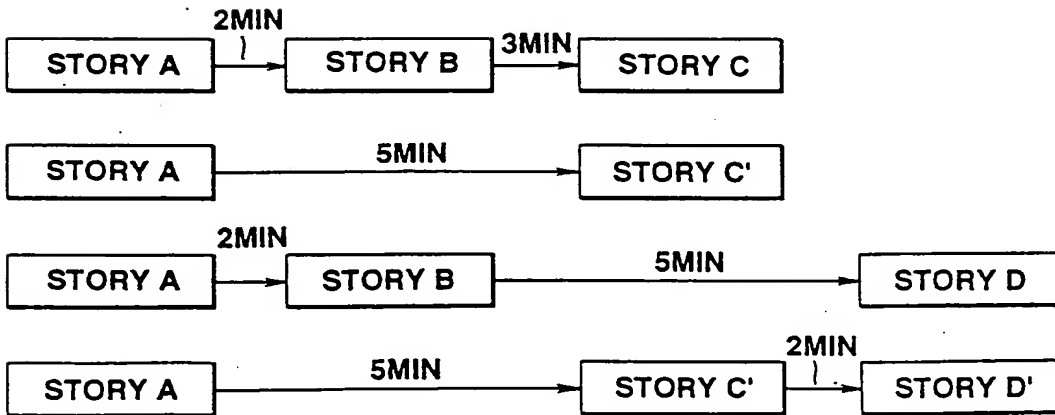 2MIN
3MIN
STORY A STORY B STORY C
5MIN
STORY A STORY C'
2MIN
5MIN
STORY A STORY B STORY D
2MIN
5MIN
STORY A STORY C' STORY D'